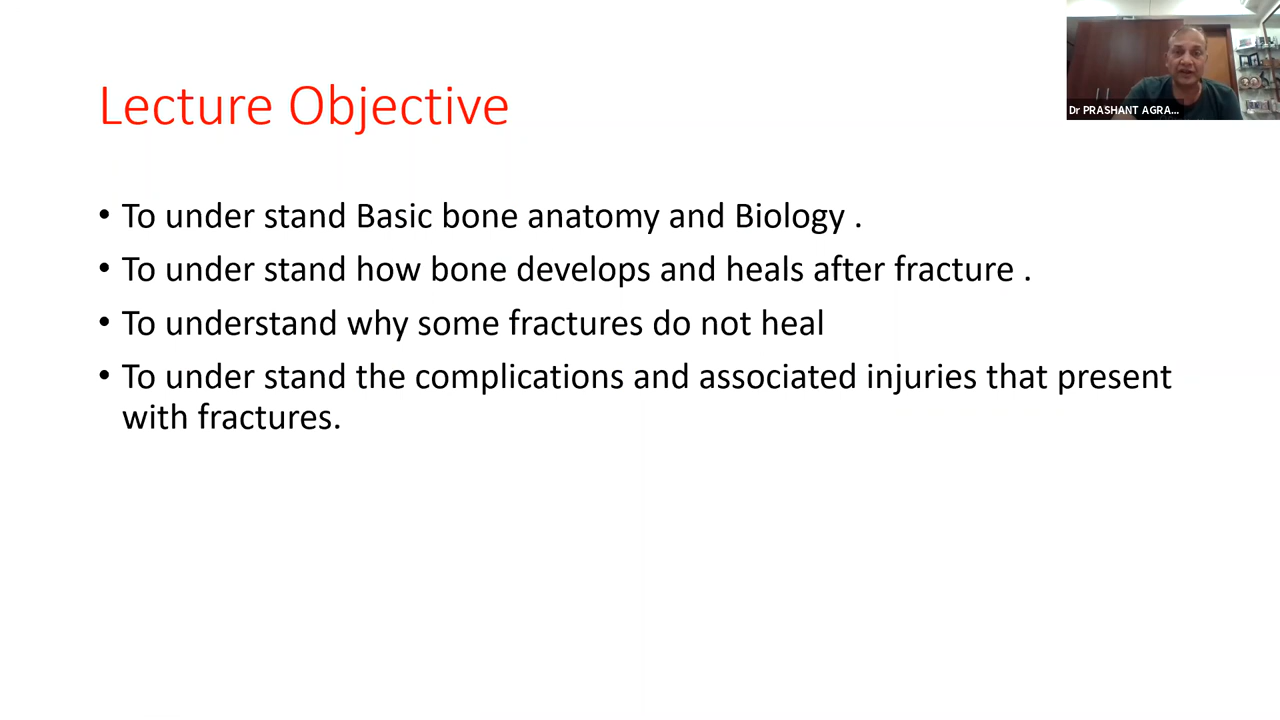 Lecture Objective
Dr PRASHANT AGRA...
• To under stand Basic bone anatomy and Biology .
• To under stand how bone develops and heals after fracture .
• To understand why some fractures do not heal
• To under stand the complications and associated injuries that present
with fractures.